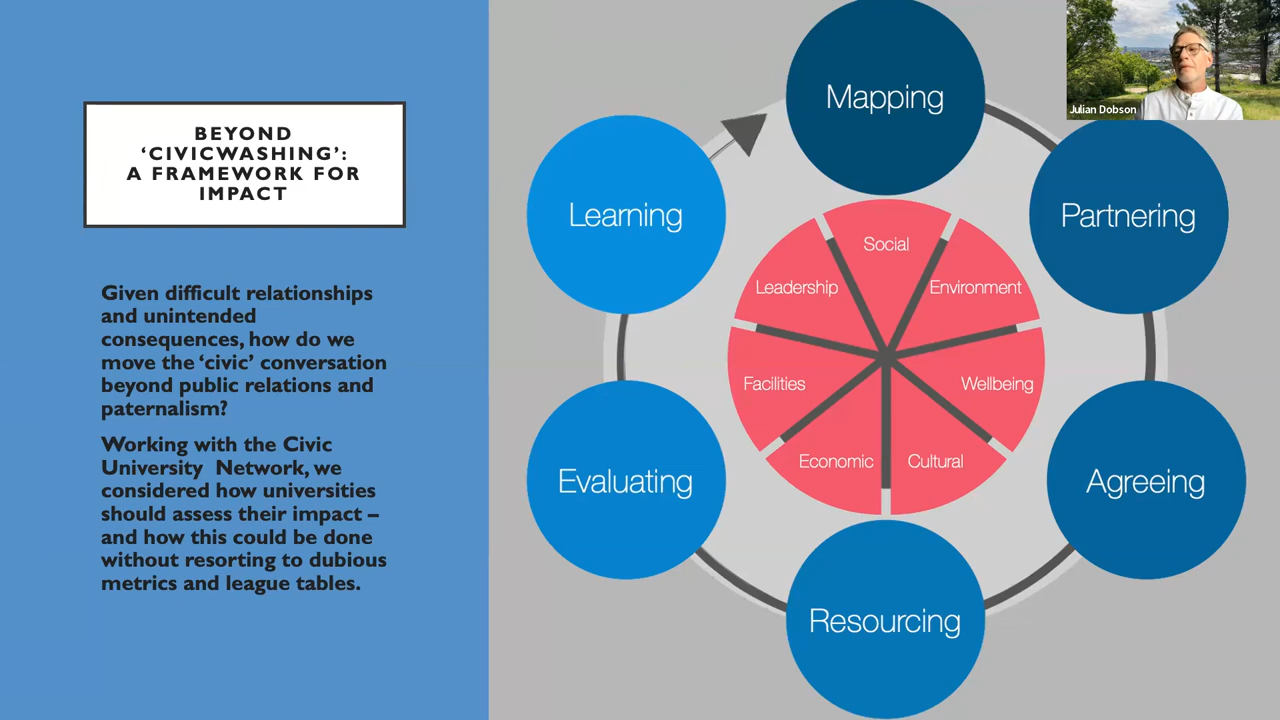 BEYOND
‘CIVICWASHING’:
A FRAMEWORK FOR
IMPACT
Given difficult relationships
and unintended
consequences, how do we
move the ‘civic’ conversation
beyond public relations and
paternalism?
Working with the Civic
University Network, we
considered how universities
should assess their impact –
and how this could be done
without resorting to dubious
metrics and league tables.
Mapping
Partnering
Agreeing
Resourcing
Evaluating
Learning
Social
Environment
Wellbeing
Cultural
Economic
Facilities
Leadership
Julian Dobson